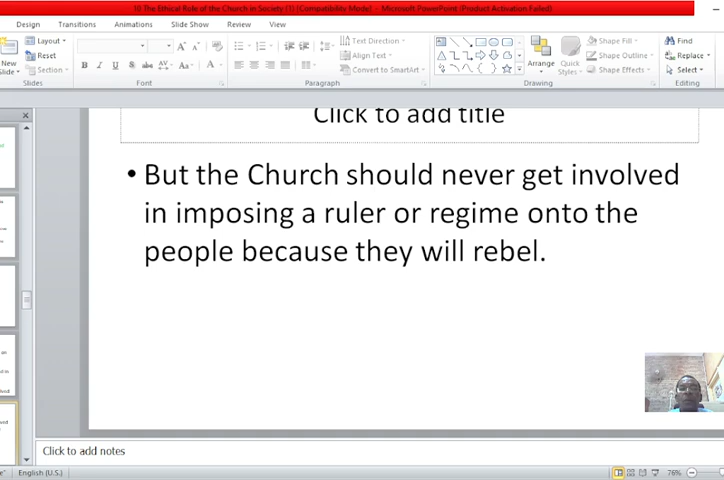 10 The Ethical Role of the Church in Society (1) [Compatibility Mode] - Microsoft PowerPoint (Product Activation Failed)
Design Transitions Animations Slide Show Review View
Layout
Reset
Section
New
Slide
Slides
B I U S abc AV Aa A
Font
Text Direction
Align Text
Convert to SmartArt
Paragraph
Arrange
Quick
Styles
Shape Fill
Shape Outline
Shape Effects
Drawing
Find
Replace
Select
Editing
Click to add title
• But the Church should never get involved
in imposing a ruler or regime onto the
people because they will rebel.
Click to add notes
English (U.S.)
76%